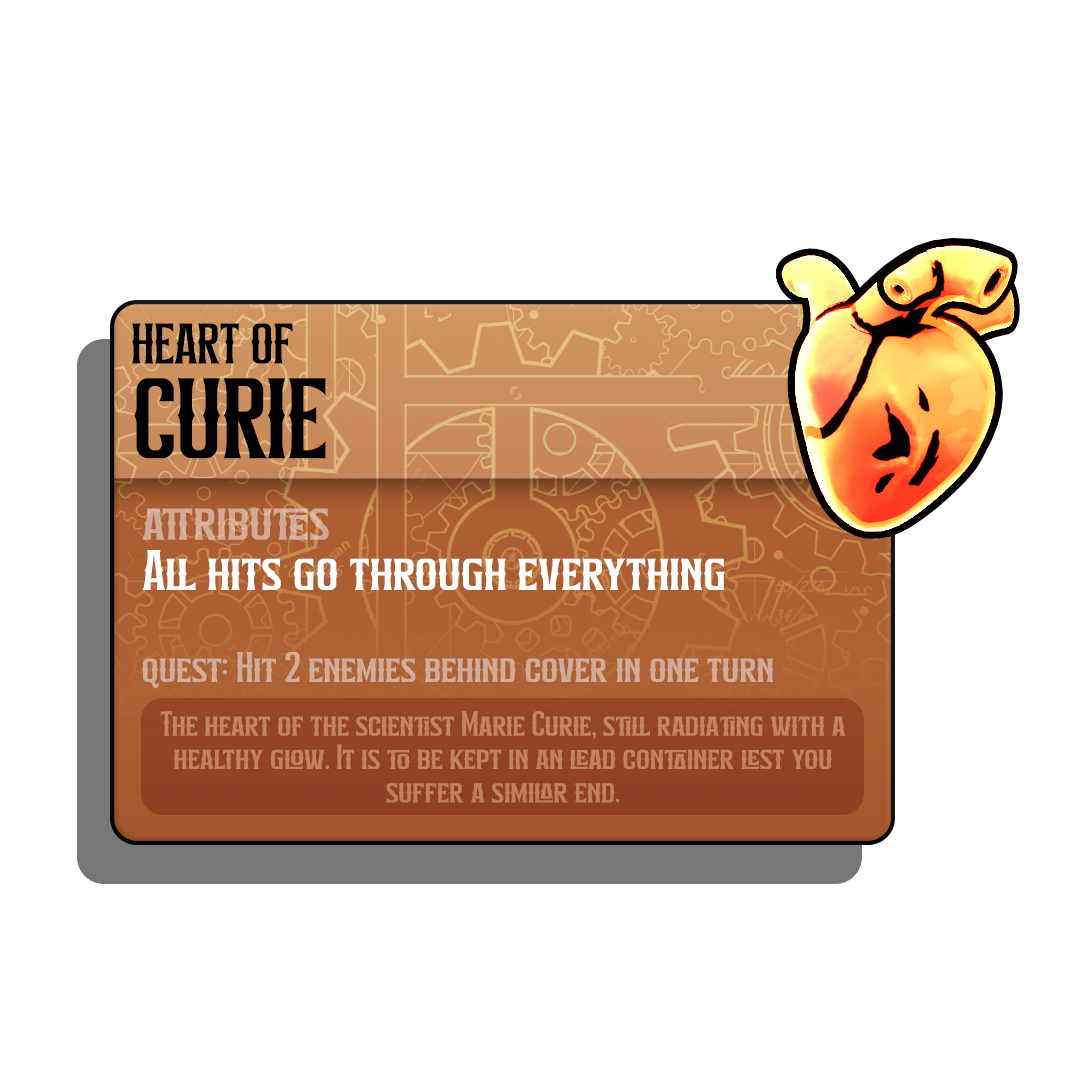 HEART OF
CURIE
ATTRIBUTES
All hits go through everything
quest: Hit 2 enemies behind cover in one turn
The heart of the scientist Marie Curie, still radiating with a
healthy glow. It is to be kept in an lead container lest you
suffer a similar end.